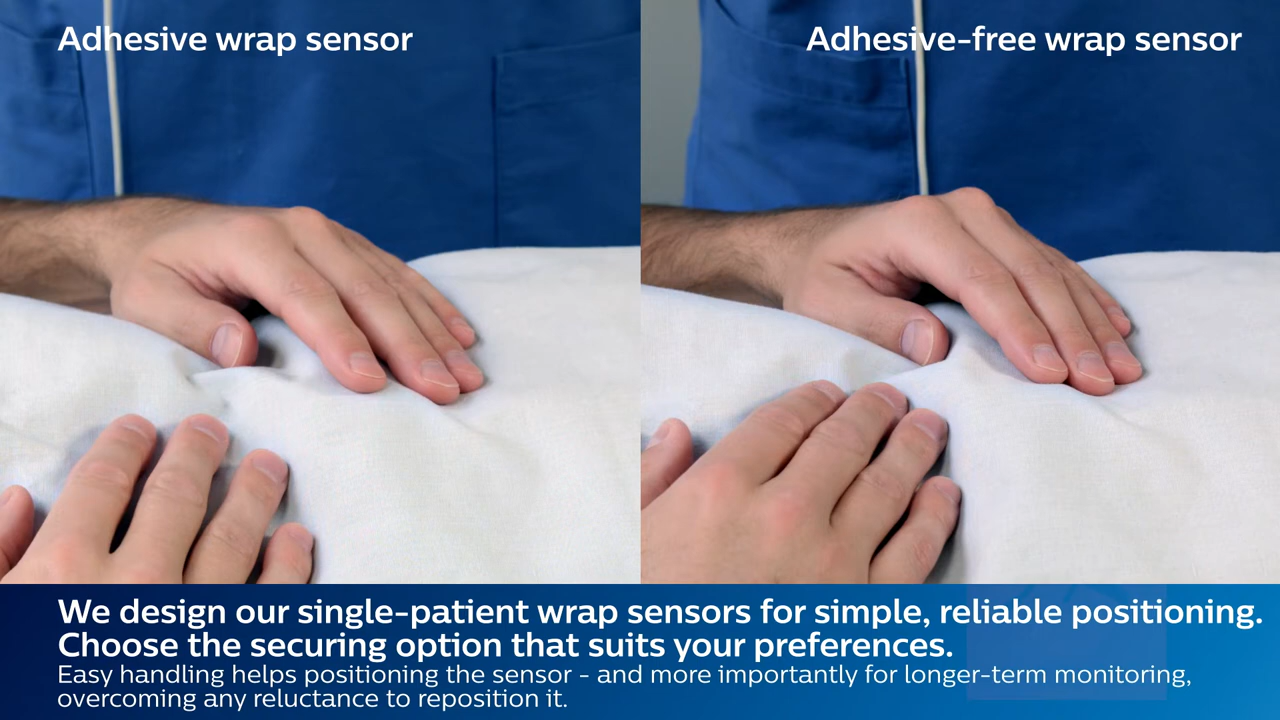 Adhesive wrap sensor
Adhesive-free wrap sensor
We design our single-patient wrap sensors for simple, reliable positioning.
Choose the securing option that suits your preferences.
Easy handling helps positioning the sensor - and more importantly for longer-term monitoring,
overcoming any reluctance to reposition it.